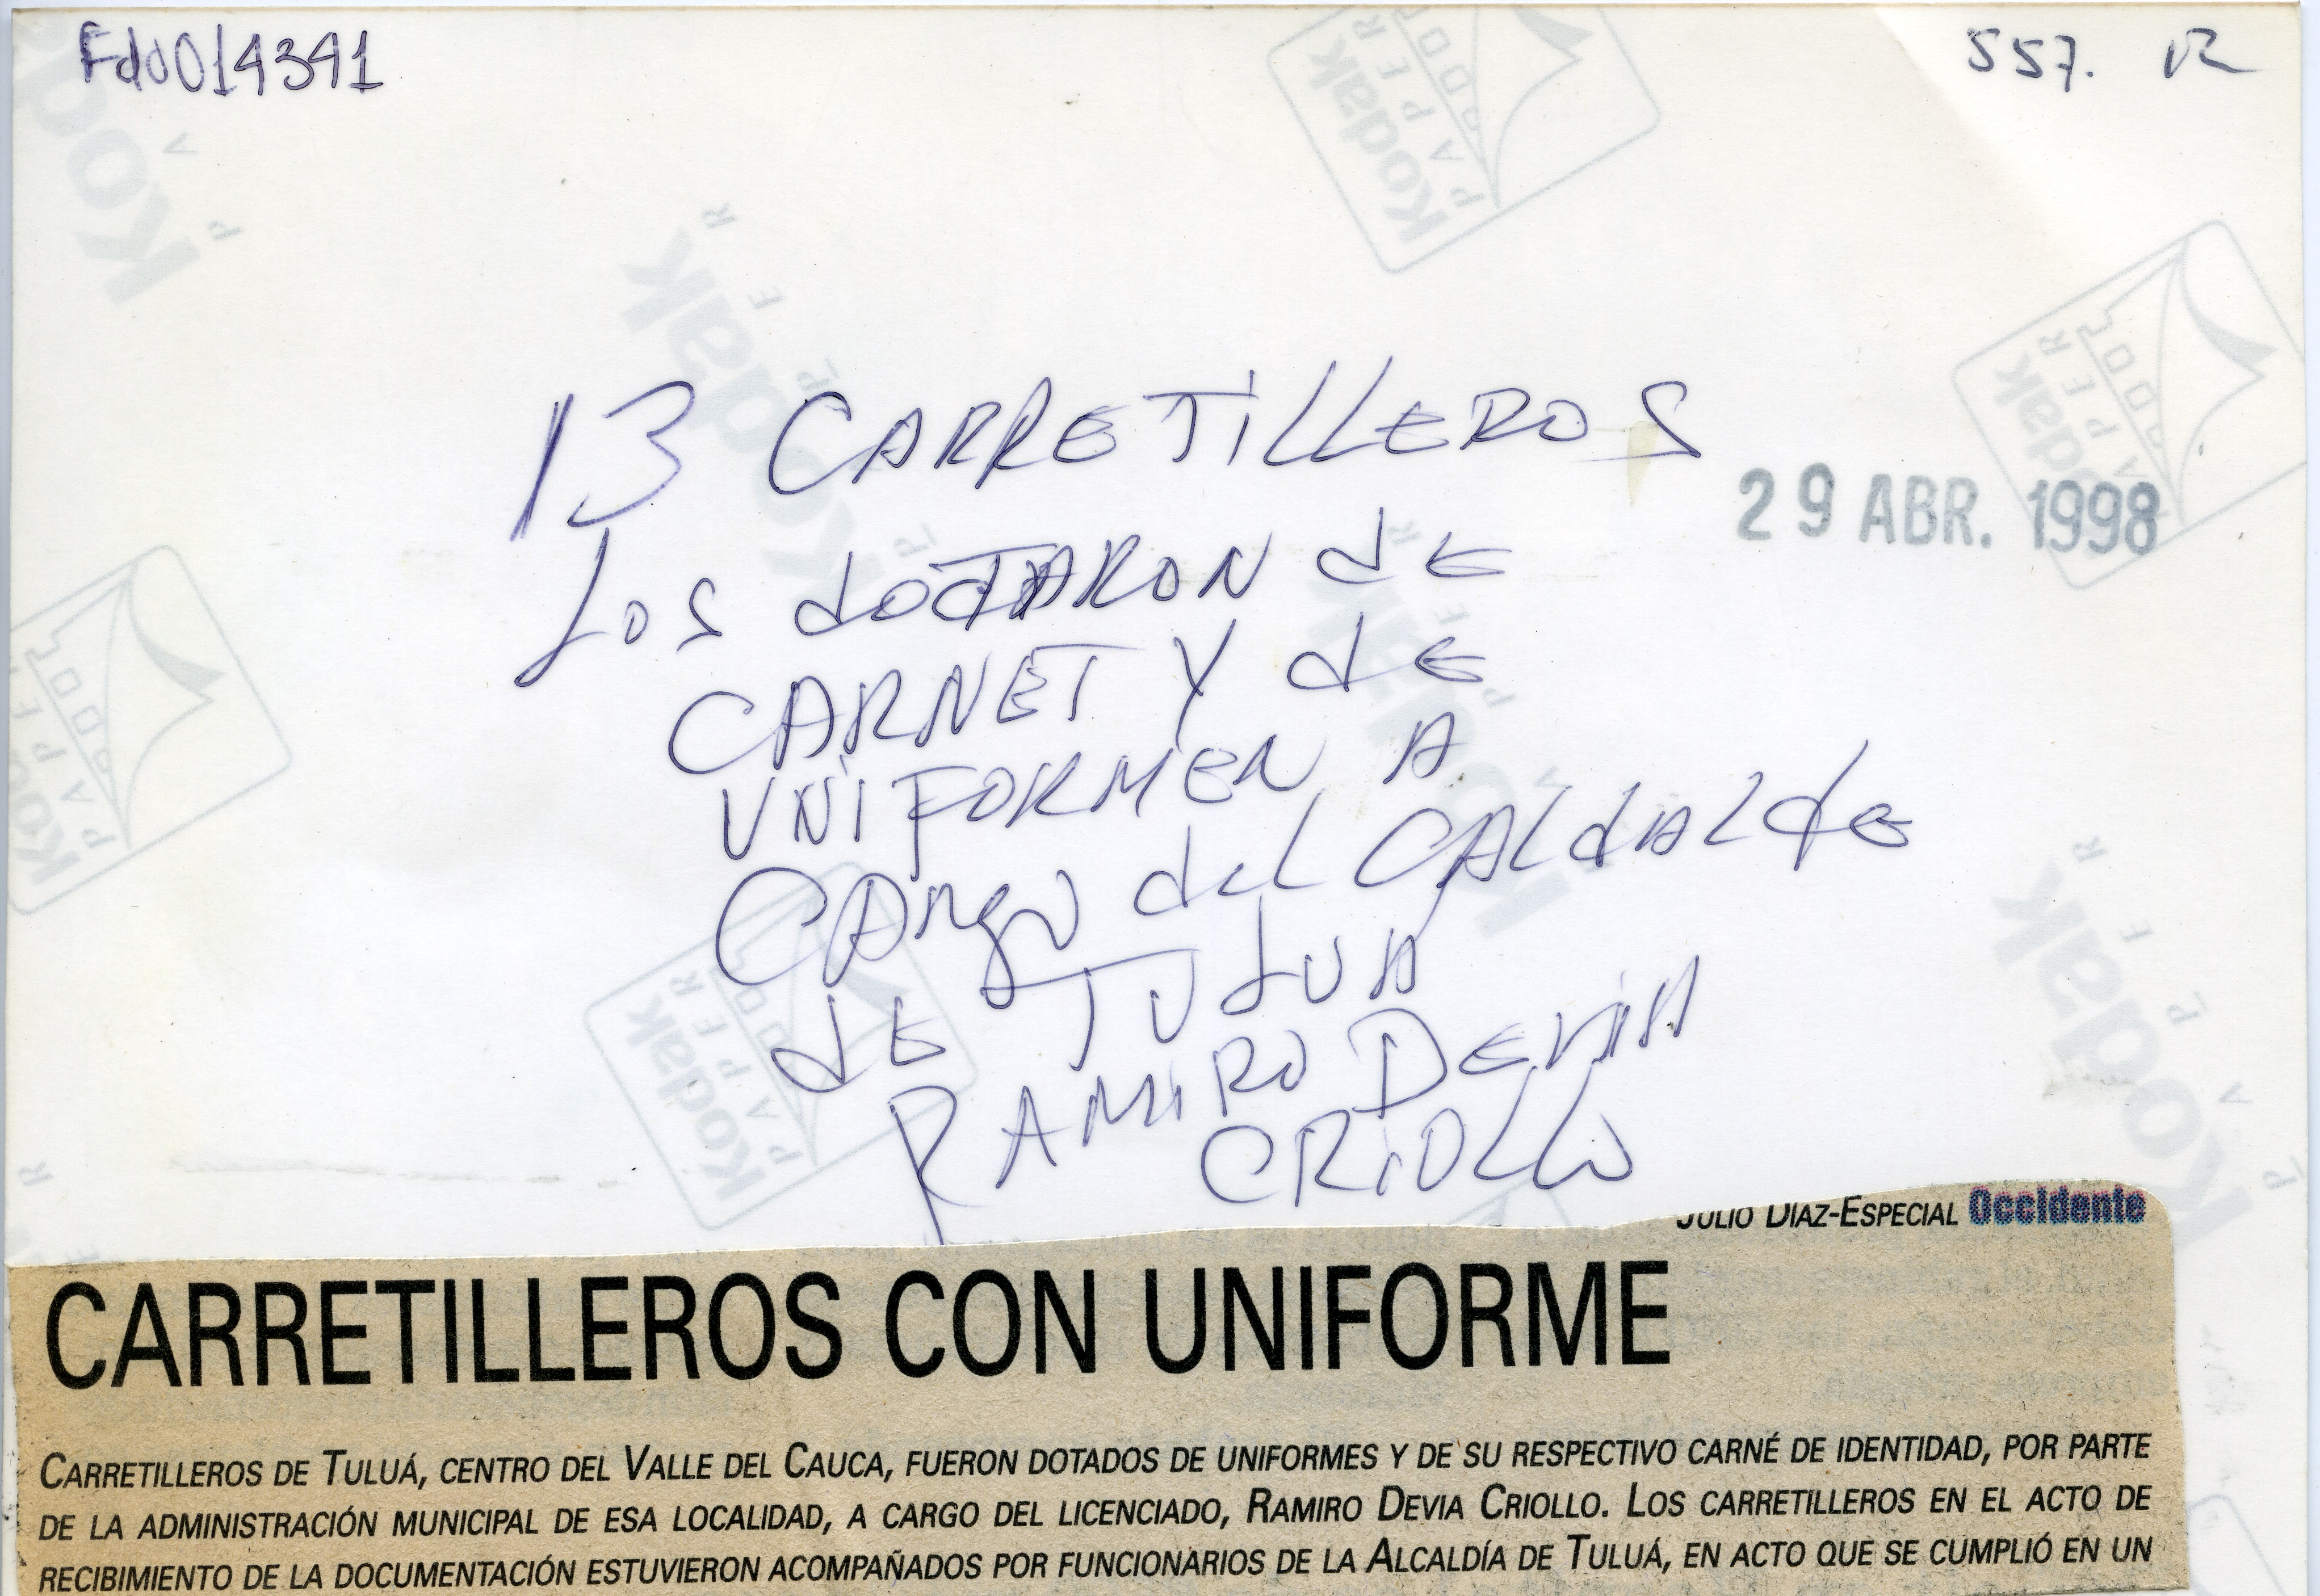 Fdo014341
557. R
13 CARRETILLEROS
29 ABR. 1998
LOS dOTARON dE
CARNET Y dE
UNIFORMEN A
CARGO del CALdALdE
dE TULUA
RAMIRO DEVIA
CRIOLLO
JULIO DIAZ-ESPECIAL Occidente
CARRETILLEROS CON UNIFORME
CARRETILLEROS DE TULUÁ, CENTRO DEL VALLE DEL CAUCA, FUERON DOTADOS DE UNIFORMES Y DE SU RESPECTIVO CARNÉ DE IDENTIDAD, POR PARTE
DE LA ADMINISTRACIÓN MUNICIPAL DE ESA LOCALIDAD, A CARGO DEL LICENCIADO, RAMIRO DEVIA CRIOLLO. LOS CARRETILLEROS EN EL ACTO DE
RECIBIMIENTO DE LA DOCUMENTACIÓN ESTUVIERON ACOMPAÑADOS POR FUNCIONARIOS DE LA ALCALDÍA DE TULUÁ, EN ACTO QUE SE CUMPLIÓ EN UN